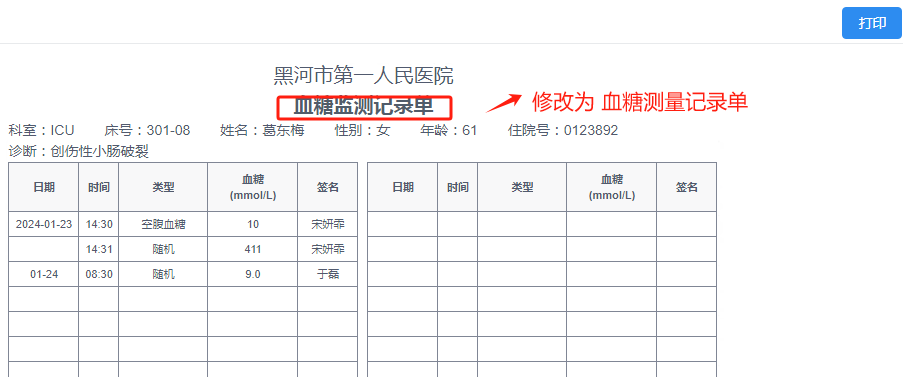 打印
黑河市第一人民医院
血糖监测记录单
修改为 血糖测量记录单
科室：ICU 床号：301-08 姓名：葛东梅 性别：女 年龄：61 住院号：0123892
诊断：创伤性小肠破裂
日期 时间 类型 血糖 (mmol/L) 签名 日期 时间 类型 血糖 (mmol/L) 签名
2024-01-23 14:30 空腹血糖 10 宋妍霏
14:31 随机 411 宋妍霏
01-24 08:30 随机 9.0 于磊